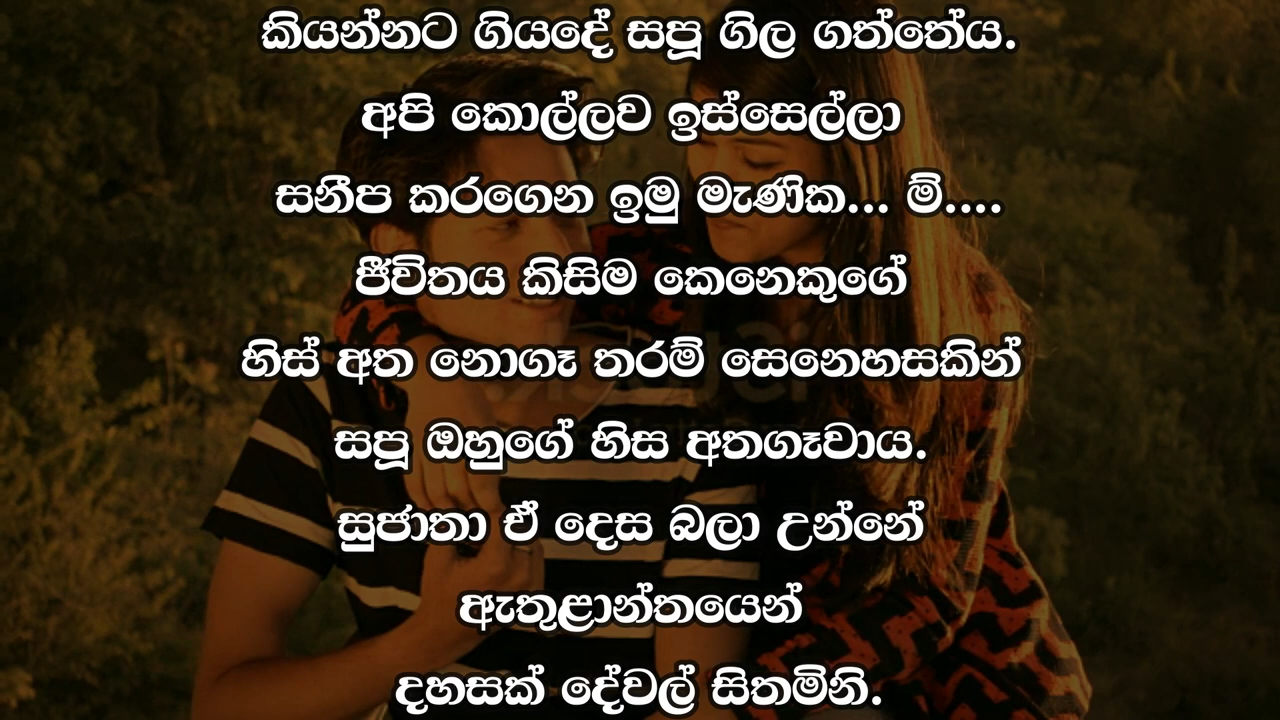 කියන්නට ගියදේ සපූ ගිල ගත්තේය.
අපි කොල්ලව ඉස්සෙල්ලා
සනීප කරගෙන ඉමු මැණික... ම්....
ජීවිතය කිසිම කෙනෙකුගේ
හිස් අත නොගෑ තරම් සෙනෙහසකින්
සපූ ඔහුගේ හිස අතගෑවාය.
සුජාතා ඒ දෙස බලා උන්නේ
ඇතුළාන්තයෙන්
දහසක් දේවල් සිතමිනි.